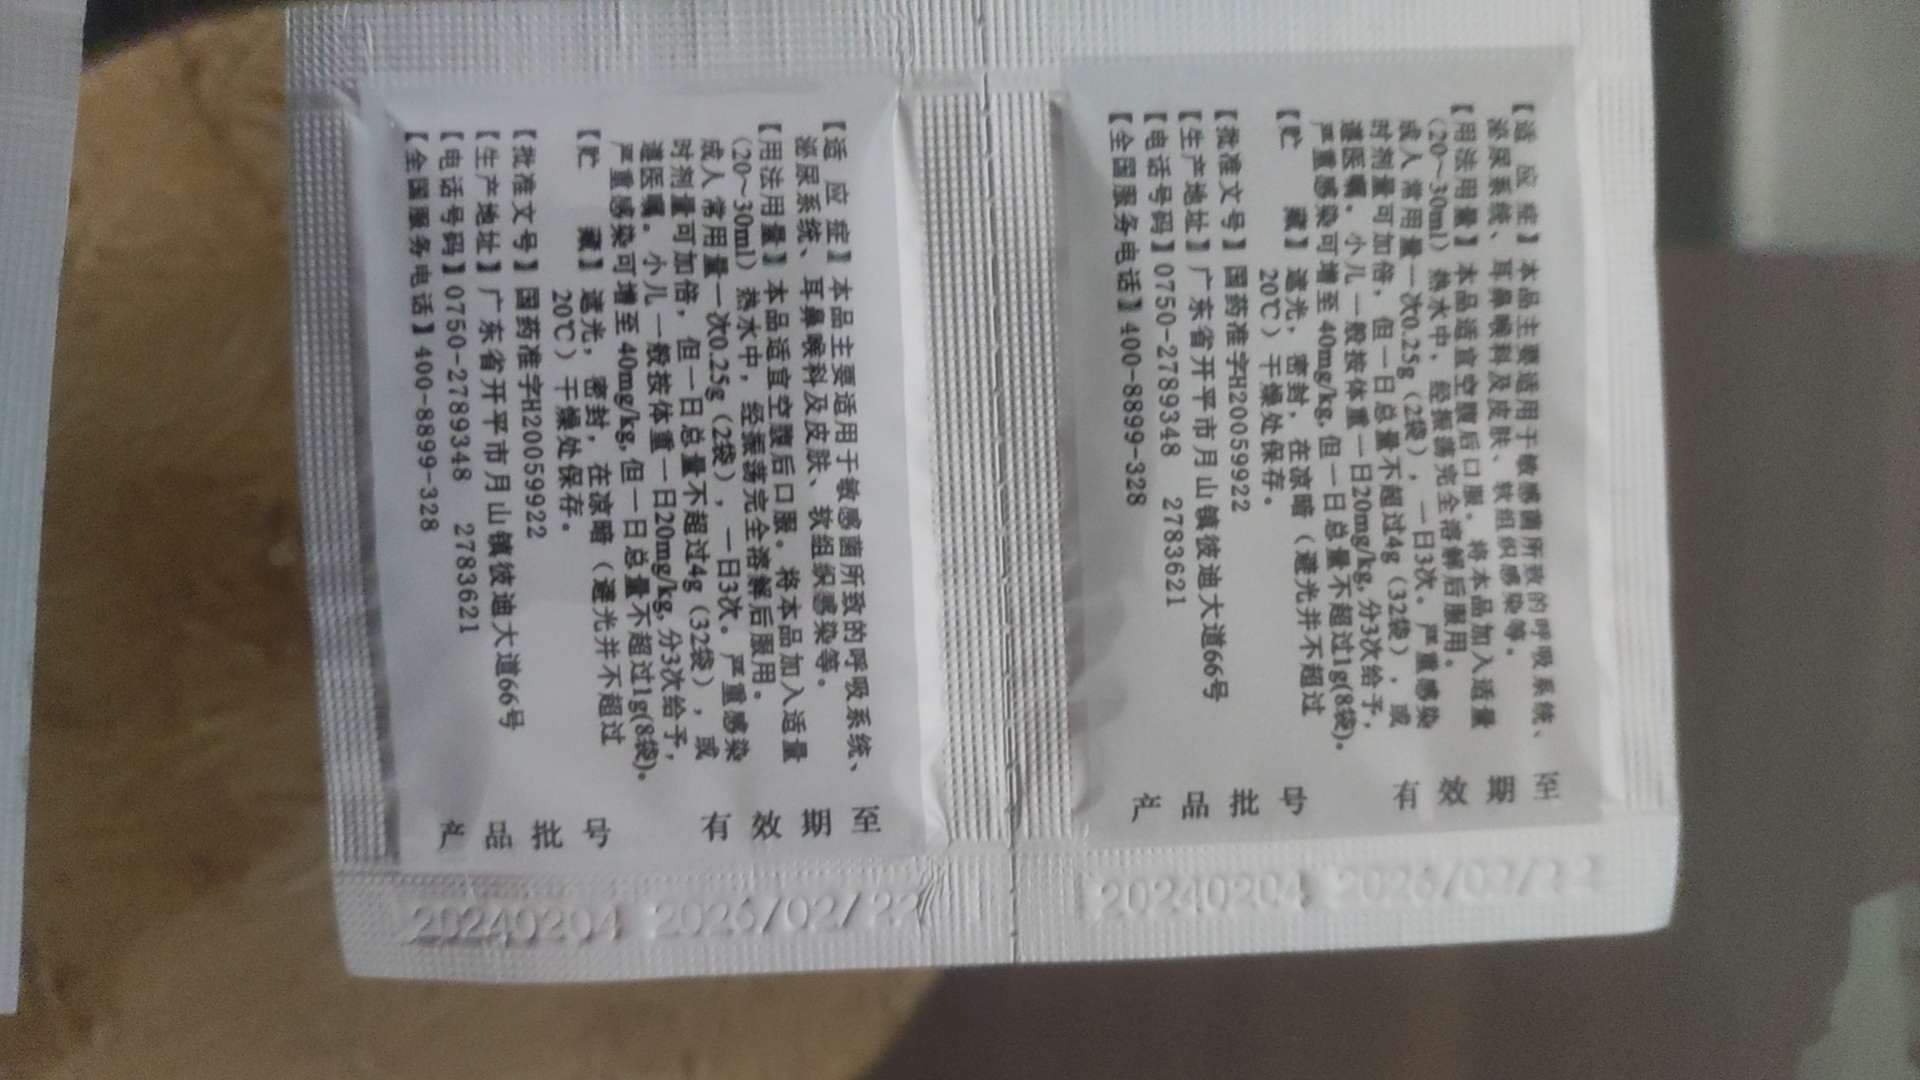 【适 应 症】本品主要适用于敏感菌所致的呼吸系统、
泌尿系统、耳鼻喉科及皮肤、软组织感染等。
【用法用量】本品适宜空腹后口服。将本品加入适量
(20~30ml)热水中，经振荡完全溶解后服用。
成人常用量一次0.25g（2袋），一日3次。严重感染
时剂量可加倍，但一日总量不超过4g（32袋），或
遵医嘱。小儿一般按体重一日20mg/kg,分3次给予,
严重感染可增至40mg/kg,但一日总量不超过1g(8袋)。
【贮 藏】遮光，密封，在凉暗（避光并不超过
20℃）干燥处保存。
【批准文号】国药准字H20059922
【生产地址】广东省开平市月山镇彼迪大道66号
【电话号码】0750-2789348 2783621
【全国服务电话】400-8899-328
产品批号 有效期至
20240204 2026/02/22
【适 应 症】本品主要适用于敏感菌所致的呼吸系统、
泌尿系统、耳鼻喉科及皮肤、软组织感染等。
【用法用量】本品适宜空腹后口服。将本品加入适量
(20~30ml)热水中，经振荡完全溶解后服用。
成人常用量一次0.25g（2袋），一日3次。严重感染
时剂量可加倍，但一日总量不超过4g（32袋），或
遵医嘱。小儿一般按体重一日20mg/kg,分3次给予,
严重感染可增至40mg/kg,但一日总量不超过1g(8袋)。
【贮 藏】遮光，密封，在凉暗（避光并不超过
20℃）干燥处保存。
【批准文号】国药准字H20059922
【生产地址】广东省开平市月山镇彼迪大道66号
【电话号码】0750-2789348 2783621
【全国服务电话】400-8899-328
产品批号 有效期至
20240204 2026/02/22